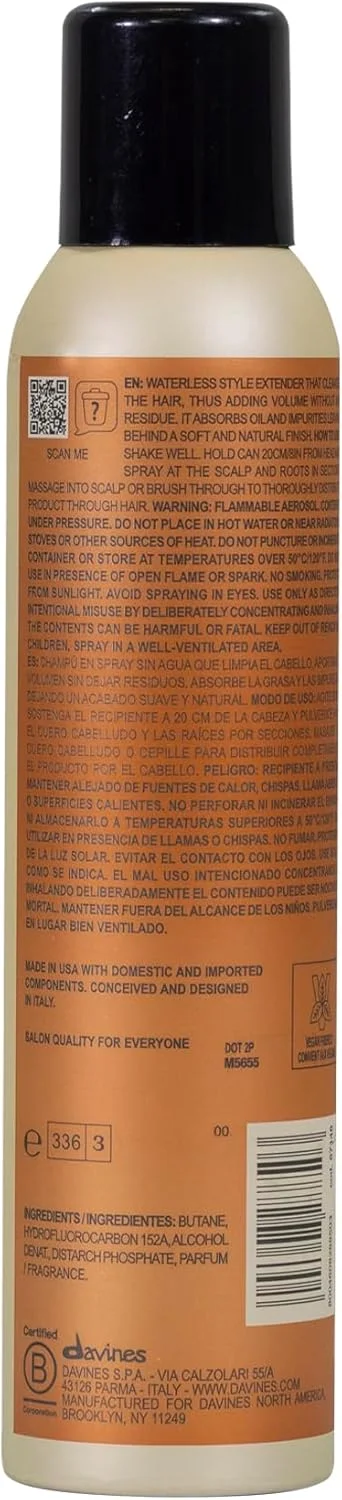 EN: WATERLESS STYLE EXTENDER THAT
THE HAIR, THUS ADDING VOLUME WITHOUT
RESIDUE. IT ABSORBS OIL AND IMPURITIES
BEHIND A SOFT AND NATURAL FINISH. HOW TO
SHAKE WELL. HOLD CAN 20CM/8IN FROM
SPRAY AT THE SCALP AND ROOTS IN
SCAN ME
?
MASSAGE INTO SCALP OR BRUSH THROUGH TO THOROUGHLY
PRODUCT THROUGH HAIR. WARNING: FLAMMABLE AEROSOL.
UNDER PRESSURE. DO NOT PLACE IN HOT WATER OR NEAR
STOVES OR OTHER SOURCES OF HEAT. DO NOT PUNCTURE OR
CONTAINER OR STORE AT TEMPERATURES OVER 50°C/120°F.
USE IN PRESENCE OF OPEN FLAME OR SPARK. NO SMOKING.
FROM SUNLIGHT. AVOID SPRAYING IN EYES. USE ONLY AS
INTENTIONAL MISUSE BY DELIBERATELY CONCENTRATING AND
THE CONTENTS CAN BE HARMFUL OR FATAL. KEEP OUT OF
CHILDREN. SPRAY IN A WELL-VENTILATED AREA.
ES: CHAMPÚ EN SPRAY SIN AGUA QUE LIMPIA EL CABELLO,
VOLUMEN SIN DEJAR RESIDUOS. ABSORBE LA GRASA Y LAS
DEJANDO UN ACABADO SUAVE Y NATURAL. MODO DE USO:
SOSTENGA EL RECIPIENTE A 20 CM DE LA CABEZA Y
EL CUERO CABELLUDO Y LAS RAÍCES POR SECCIONES.
CUERO CABELLUDO O CEPILLE PARA DISTRIBUIR
EL PRODUCTO POR EL CABELLO. PELIGRO: RECIPIENTE A
MANTENER ALEJADO DE FUENTES DE CALOR, CHISPAS,
O SUPERFICIES CALIENTES. NO PERFORAR NI INCINERAR EL
NI ALMACENARLO A TEMPERATURAS SUPERIORES A 50°C/120°F.
UTILIZAR EN PRESENCIA DE LLAMAS O CHISPAS. NO FUMAR.
DE LA LUZ SOLAR. EVITAR EL CONTACTO CON LOS OJOS.
COMO SE INDICA. EL MAL USO INTENCIONADO
INHALANDO DELIBERADAMENTE EL CONTENIDO PUEDE SER
MORTAL. MANTENER FUERA DEL ALCANCE DE LOS NIÑOS.
EN LUGAR BIEN VENTILADO.
MADE IN USA WITH DOMESTIC AND IMPORTED
COMPONENTS. CONCEIVED AND DESIGNED
IN ITALY.
VEGAN FRIENDLY
SALON QUALITY FOR EVERYONE
DOT 2P
M5655
e 336 3
00
INGREDIENTS/INGREDIENTES: BUTANE,
HYDROFLUOROCARBON 152A, ALCOHOL
DENAT, DISTARCH PHOSPHATE, PARFUM
/ FRAGRANCE.
Certified
B
Corporation
davines
DAVINES S.P.A. - VIA CALZOLARI 55/A
43126 PARMA - ITALY - WWW.DAVINES.COM
MANUFACTURED FOR DAVINES NORTH AMERICA,
BROOKLYN, NY 11249